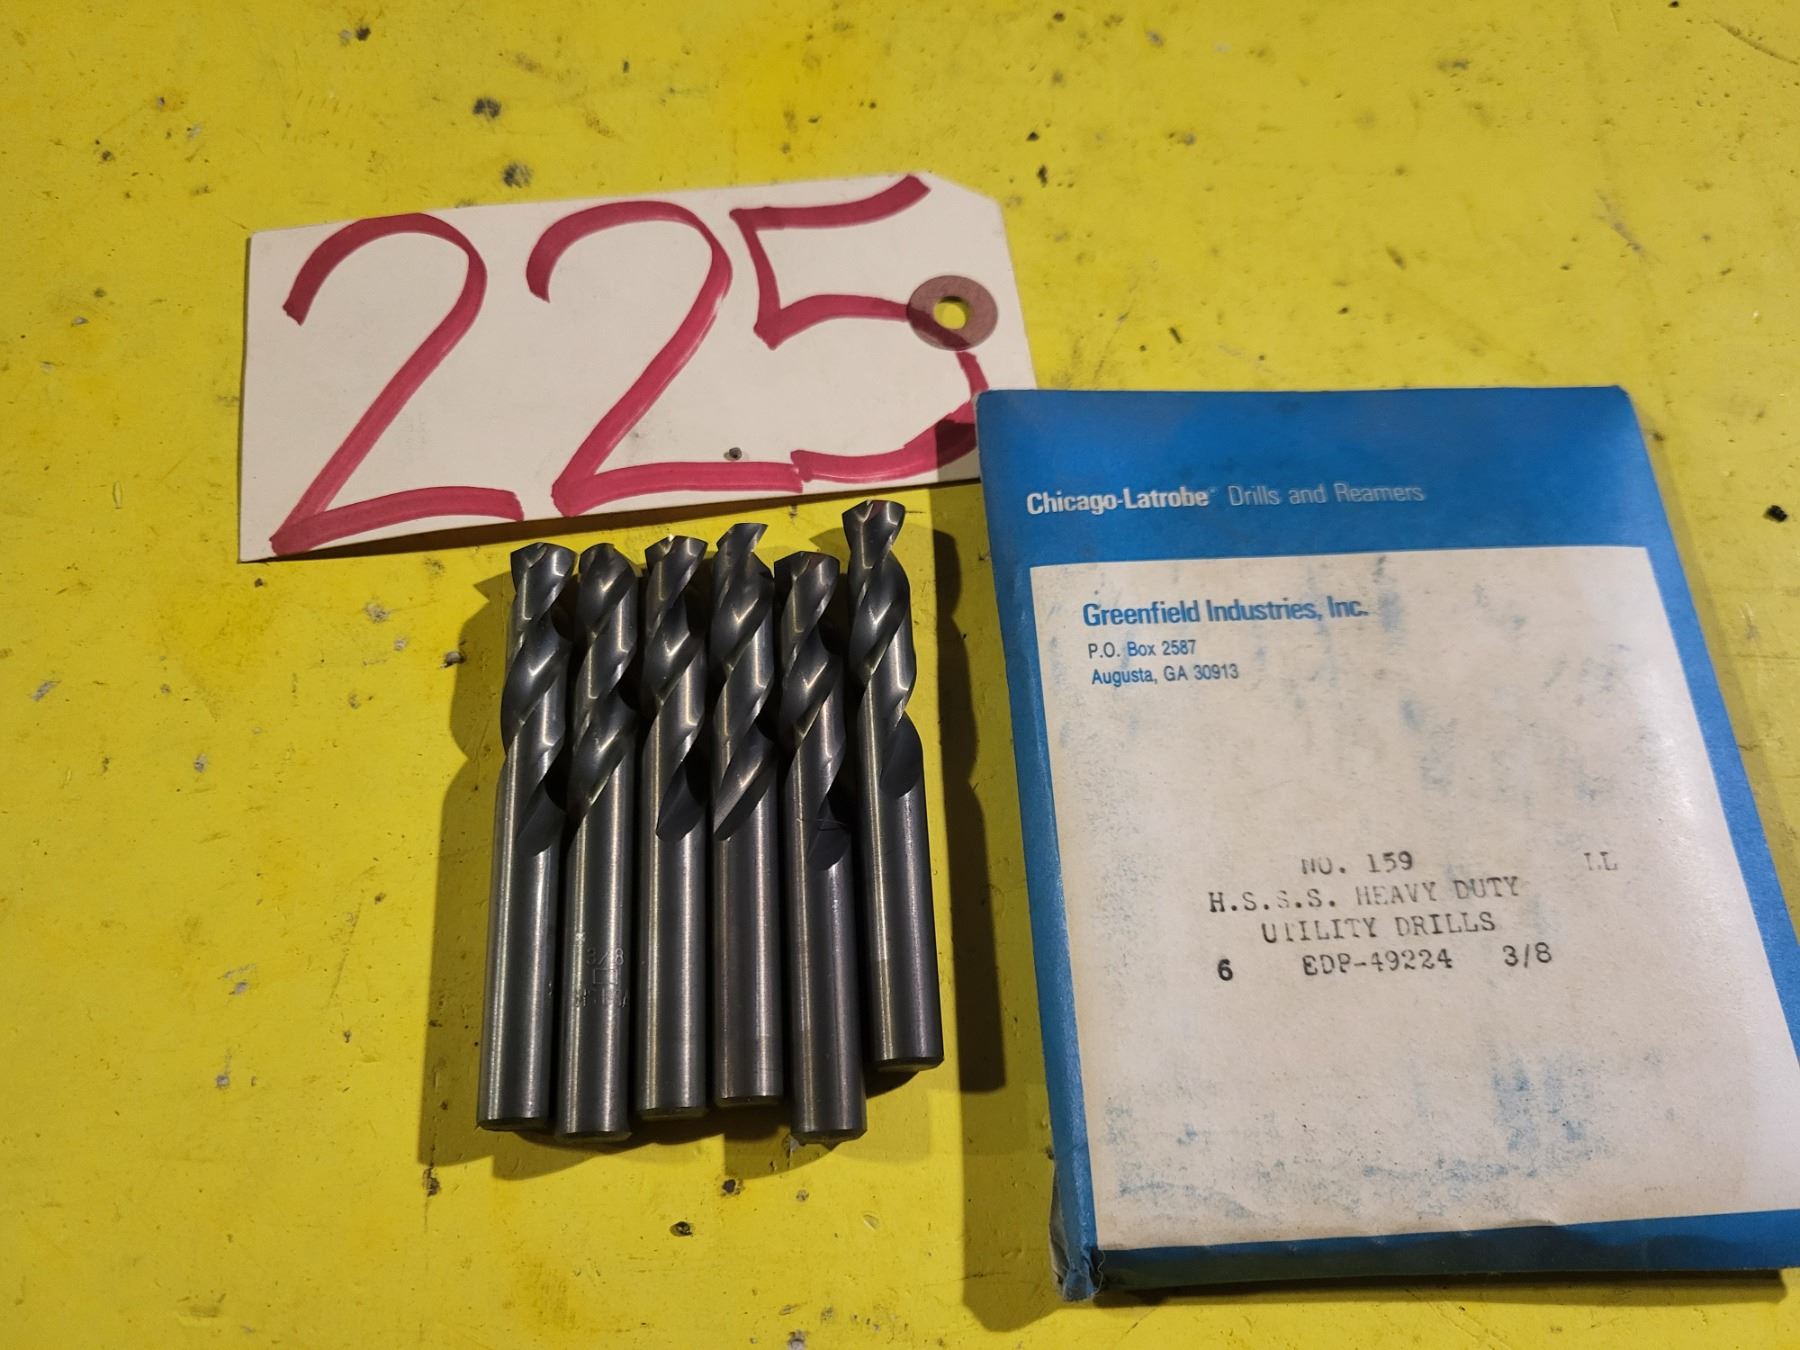 225
Chicago-Latrobe® Drills and Reamers
Greenfield Industries, Inc.
P.O. Box 2587
Augusta, GA 30913
NO. 159 LL
H.S.S.S. HEAVY DUTY
UTILITY DRILLS
6 EDP-49224 3/8
3/8